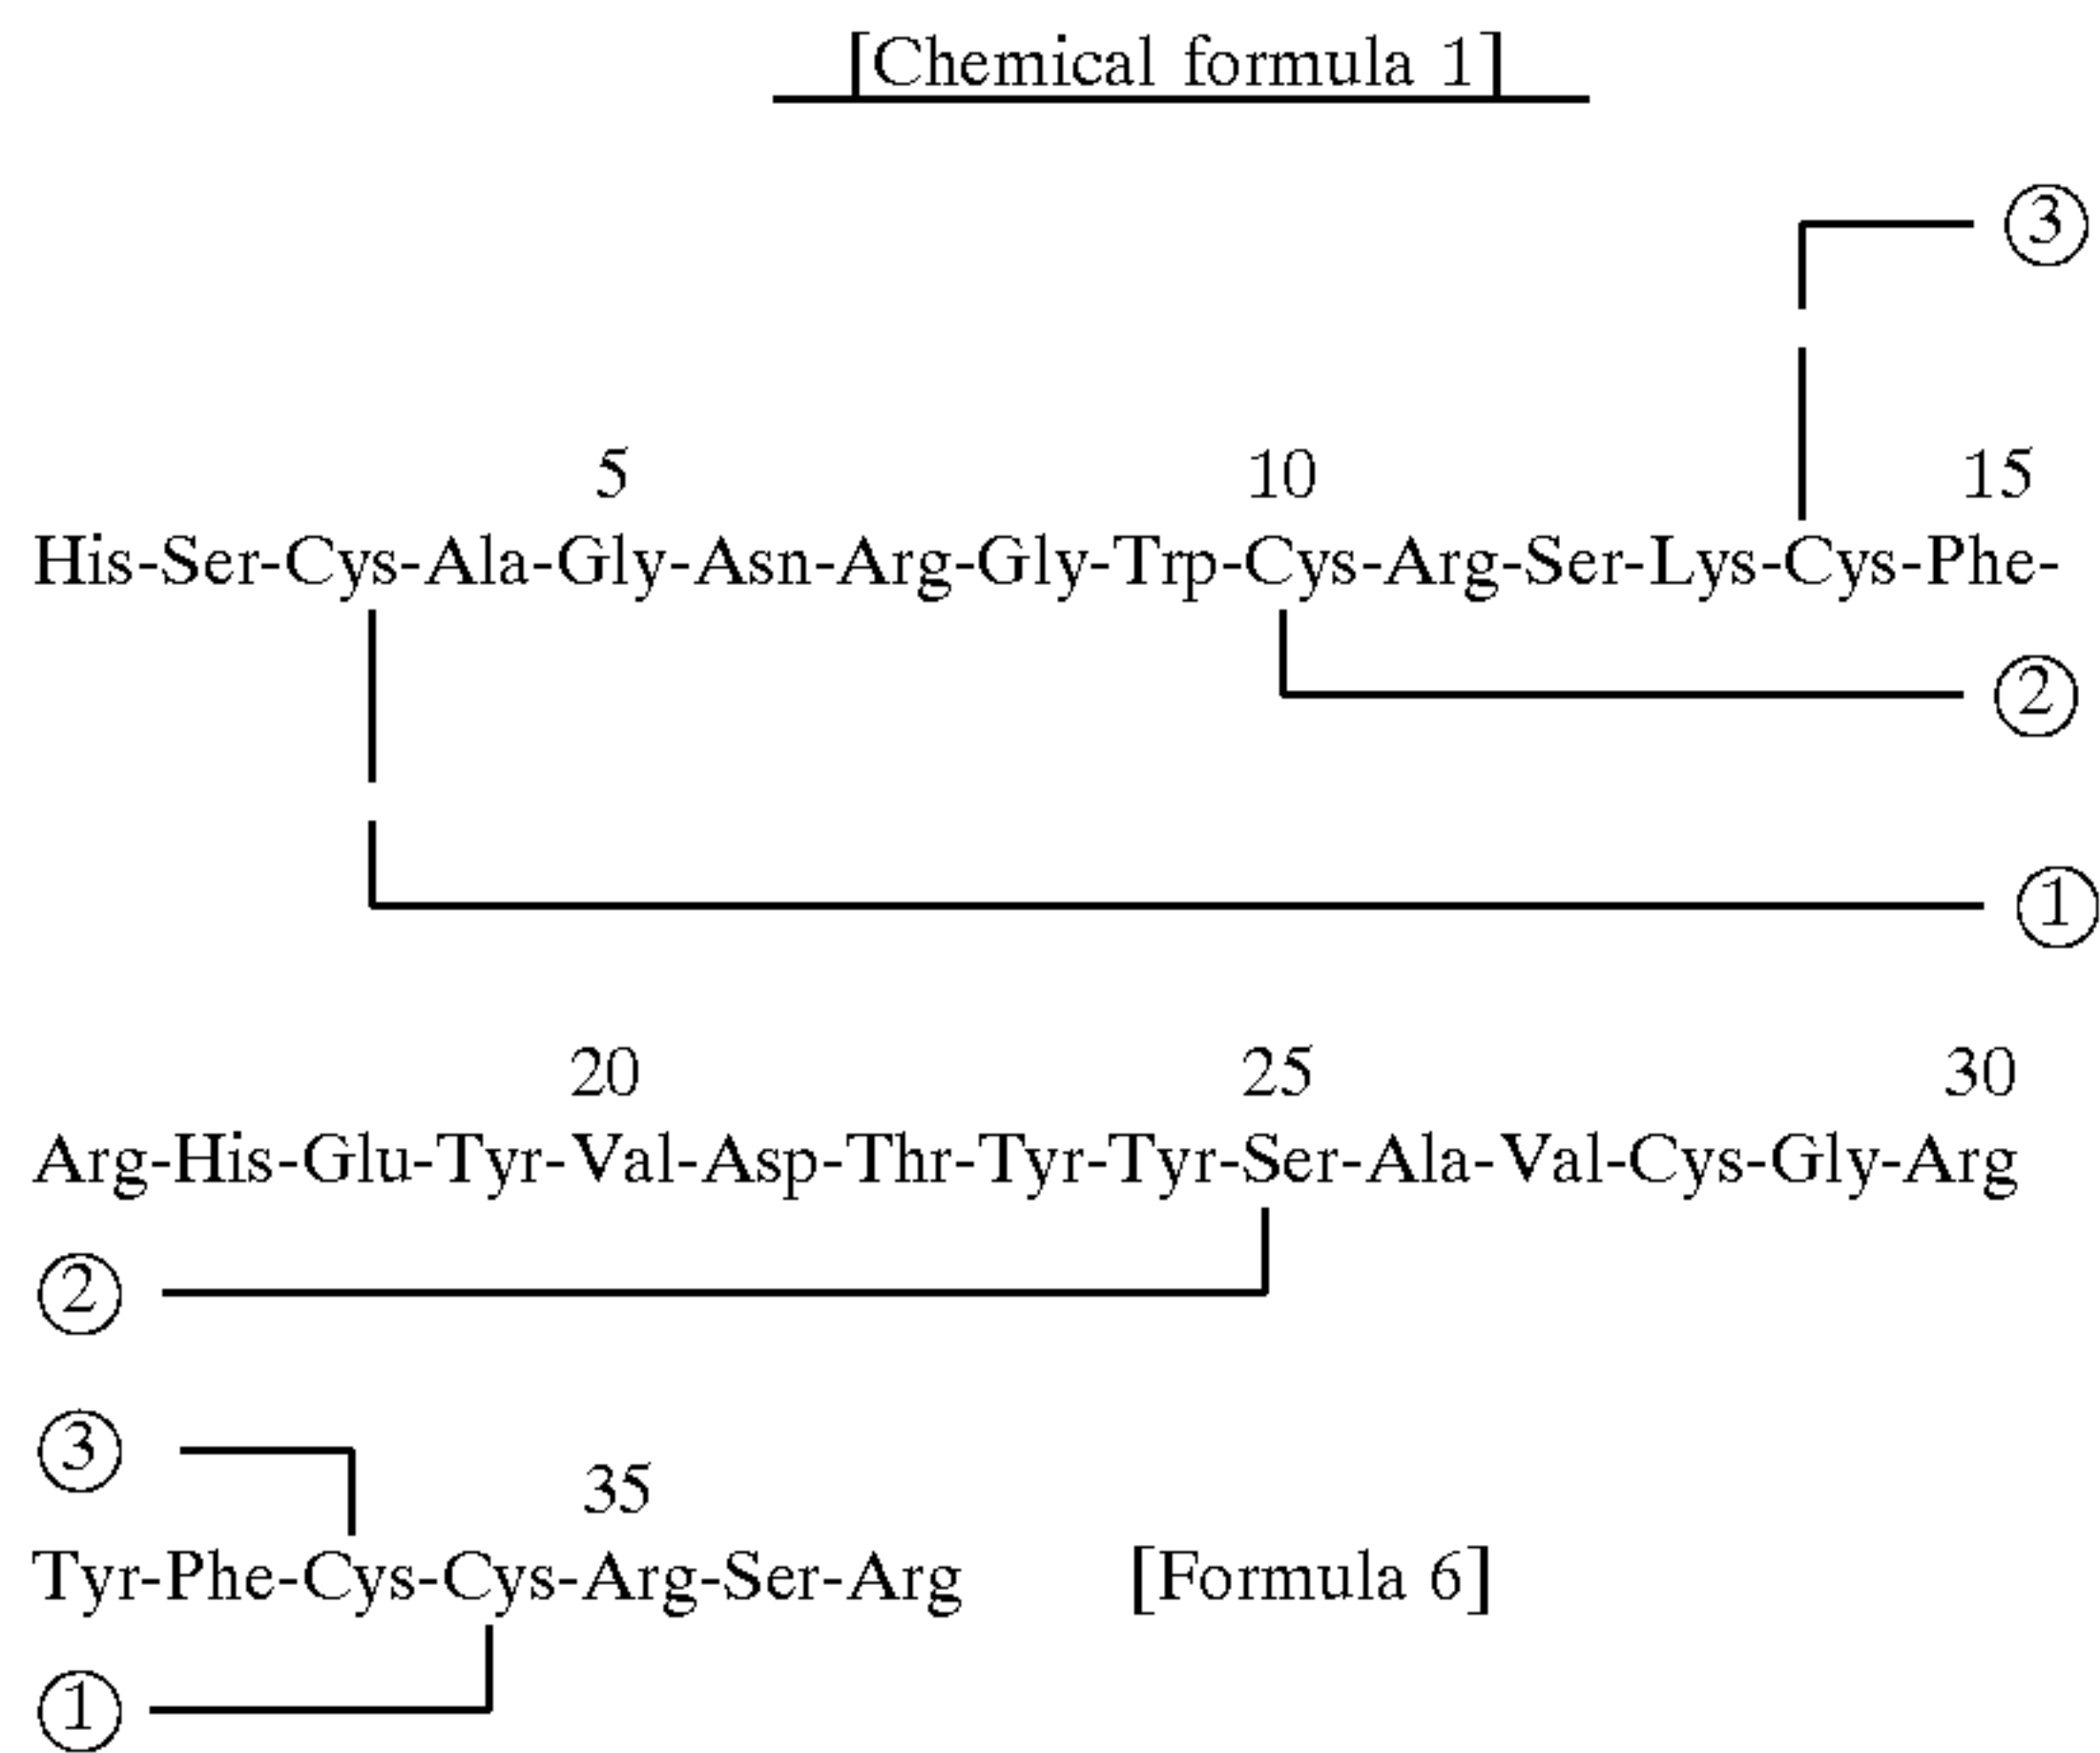 [Chemical formula 1]
③
5 10 15
His-Ser-Cys-Ala-Gly-Asn-Arg-Gly-Trp-Cys-Arg-Ser-Lys-Cys-Phe-
②
①
20 25 30
Arg-His-Glu-Tyr-Val-Asp-Thr-Tyr-Tyr-Ser-Ala-Val-Cys-Gly-Arg
②
③
35
Tyr-Phe-Cys-Cys-Arg-Ser-Arg [Formula 6]
①